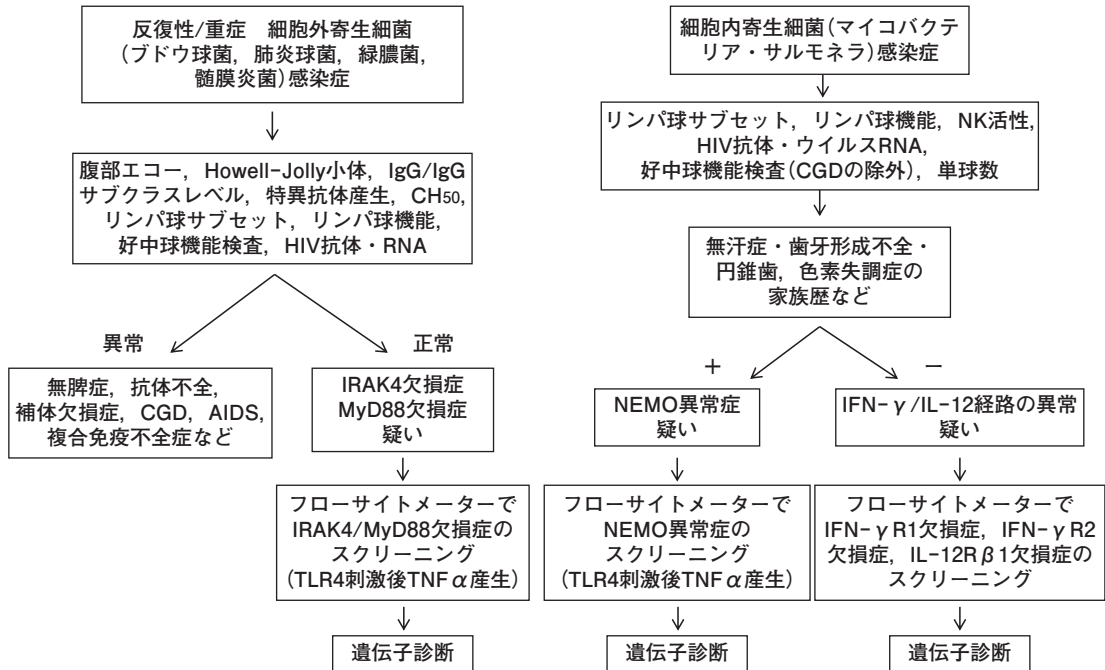 反復性/重症 細胞外寄生細菌
(ブドウ球菌,肺炎球菌,緑膿菌,
髄膜炎菌)感染症
腹部エコー,Howell-Jolly小体,IgG/IgG
サブクラスレベル,特異抗体産生,CH50,
リンパ球サブセット,リンパ球機能,
好中球機能検査,HIV抗体・RNA
異常
正常
無脾症,抗体不全,
補体欠損症,CGD,AIDS,
複合免疫不全症など
IRAK4欠損症
MyD88欠損症
疑い
フローサイトメーターで
IRAK4/MyD88欠損症の
スクリーニング
(TLR4刺激後TNFα産生)
遺伝子診断
細胞内寄生細菌(マイコバクテ
リア・サルモネラ)感染症
リンパ球サブセット,リンパ球機能,NK活性,
HIV抗体・ウイルスRNA,
好中球機能検査(CGDの除外),単球数
無汗症・歯牙形成不全・
円錐歯,色素失調症の
家族歴など
+
−
NEMO異常症
疑い
フローサイトメーターで
NEMO異常症の
スクリーニング
(TLR4刺激後TNFα産生)
遺伝子診断
IFN-γ/IL-12経路の異常
疑い
フローサイトメーターで
IFN-γR1欠損症,IFN-γR2
欠損症,IL-12Rβ1欠損症の
スクリーニング
遺伝子診断